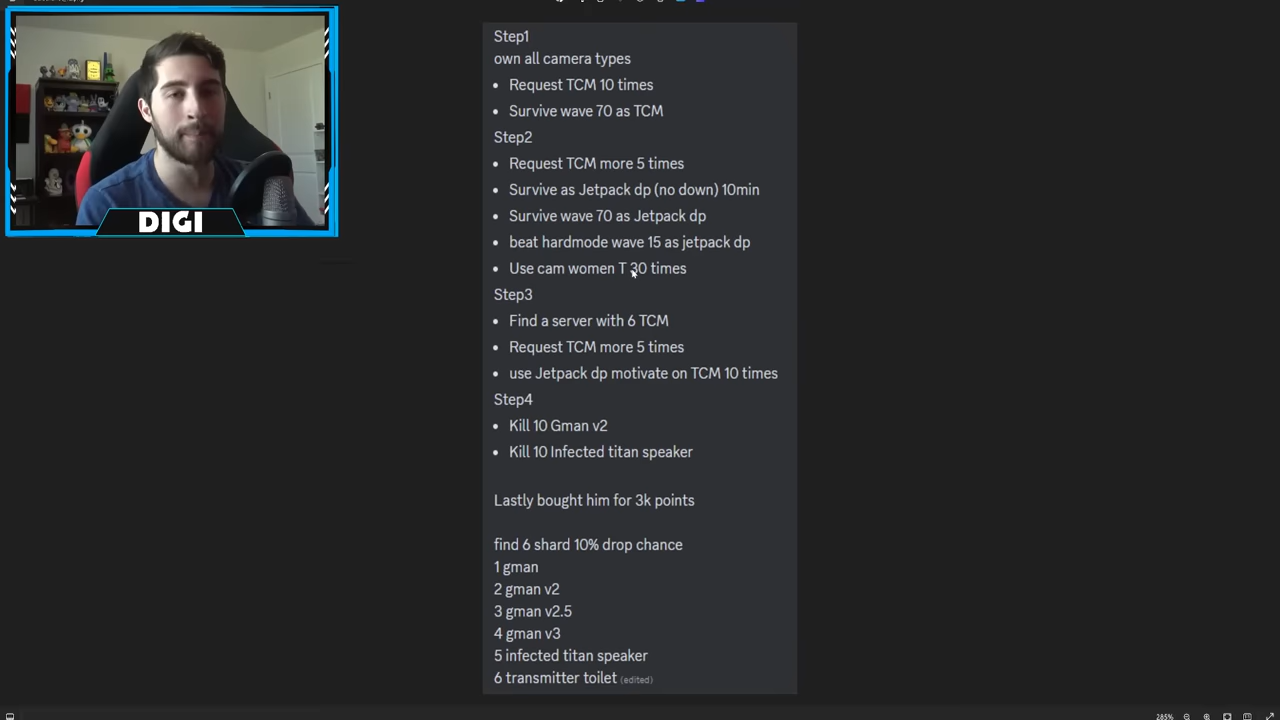 DIGI
Step1
own all camera types
• Request TCM 10 times
• Survive wave 70 as TCM
Step2
• Request TCM more 5 times
• Survive as Jetpack dp (no down) 10min
• Survive wave 70 as Jetpack dp
• beat hardmode wave 15 as jetpack dp
• Use cam women T 30 times
Step3
• Find a server with 6 TCM
• Request TCM more 5 times
• use Jetpack dp motivate on TCM 10 times
Step4
• Kill 10 Gman v2
• Kill 10 Infected titan speaker
Lastly bought him for 3k points
find 6 shard 10% drop chance
1 gman
2 gman v2
3 gman v2.5
4 gman v3
5 infected titan speaker
6 transmitter toilet (edited)
285%